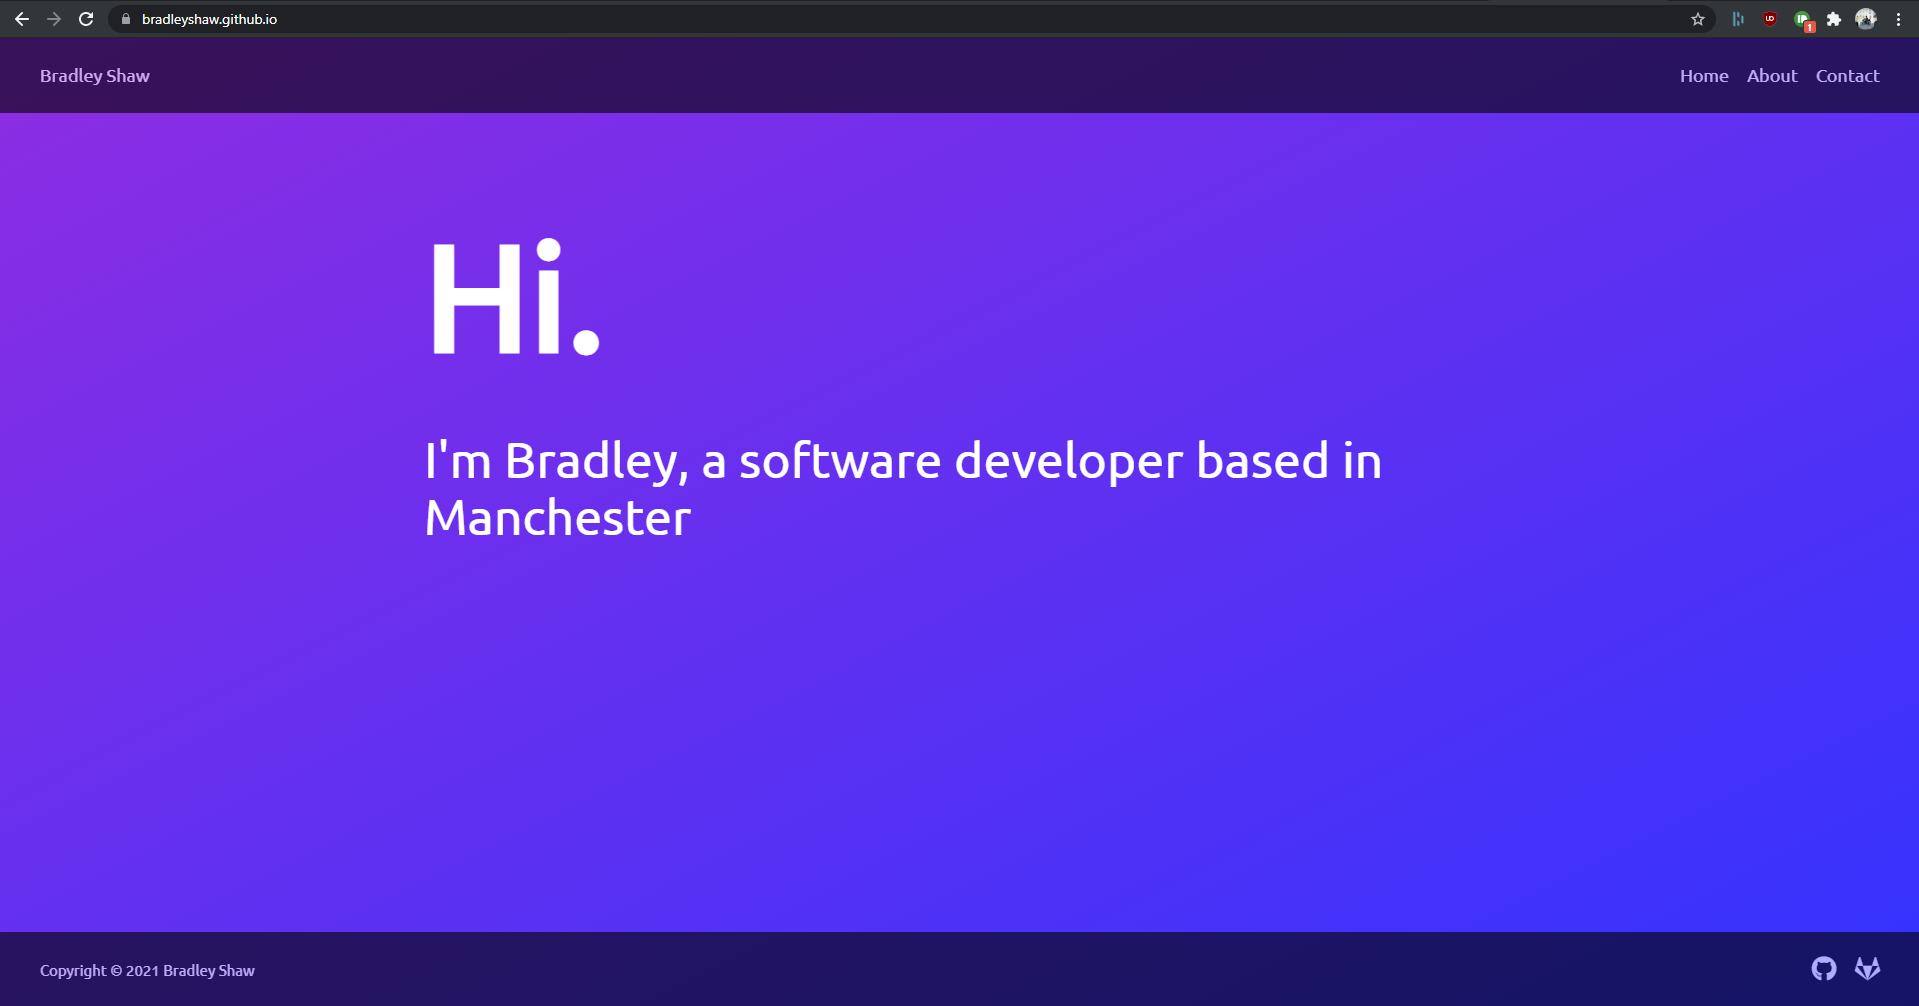 bradleyshaw.github.io
1
Bradley Shaw
Home About Contact
Hi.
I'm Bradley, a software developer based in
Manchester
Copyright © 2021 Bradley Shaw